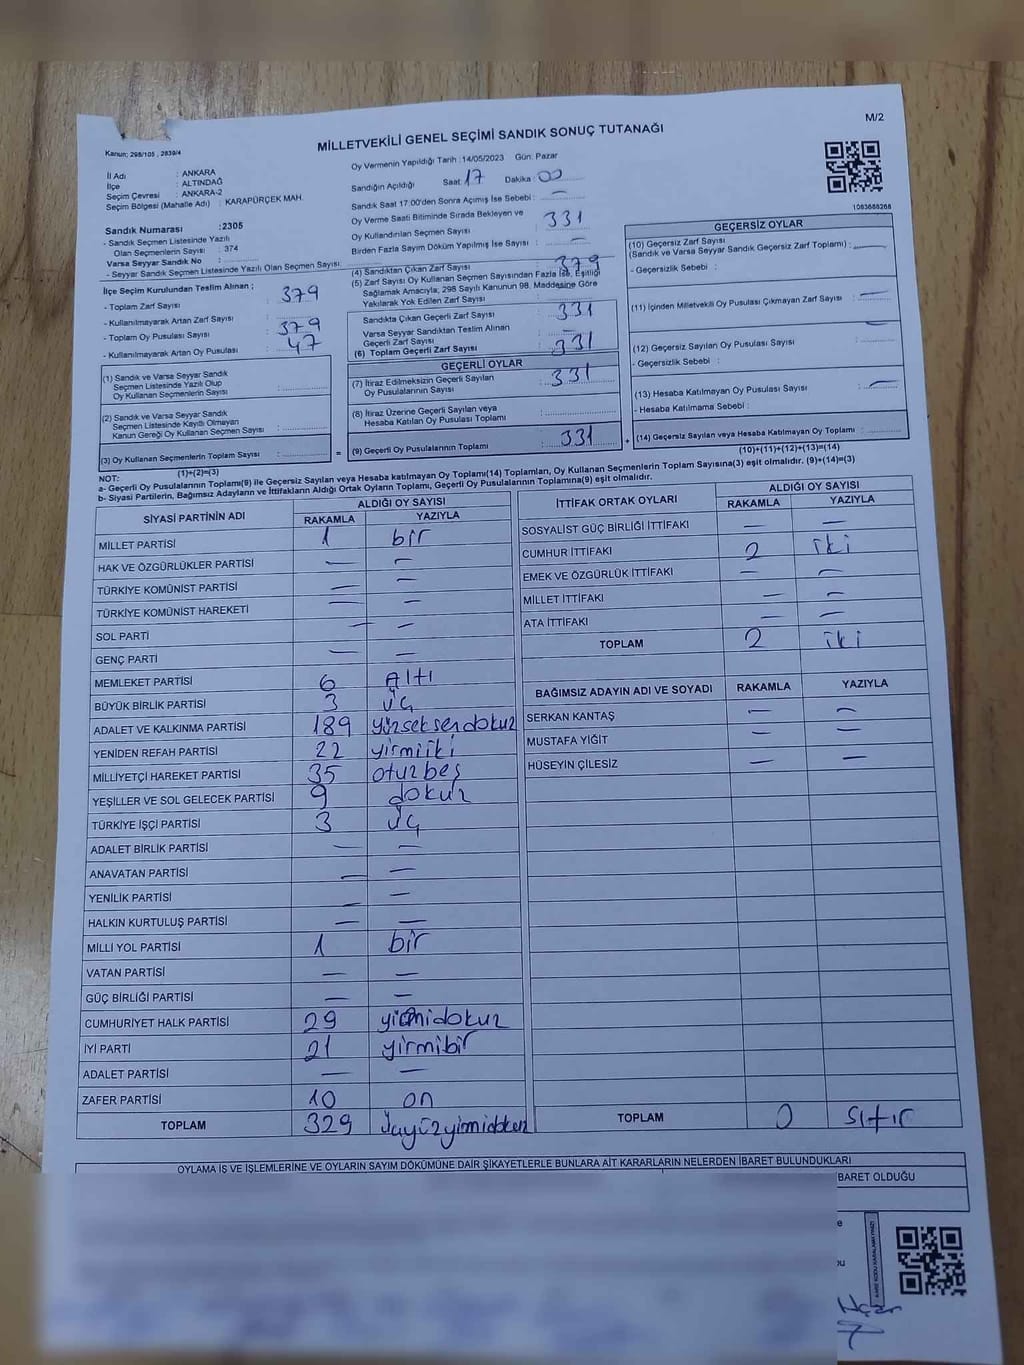 M/2
Kanun; 298/105 , 2839/4
MİLLETVEKİLİ GENEL SEÇİMİ SANDIK SONUÇ TUTANAĞI
İl Adı : ANKARA
İlçe : ALTINDAĞ
Seçim Çevresi : ANKARA-2
Seçim Bölgesi (Mahalle Adı) : KARAPÜRÇEK MAH.
Sandık Numarası :2305
- Sandık Seçmen Listesinde Yazılı
Olan Seçmenlerin Sayısı : 374
Varsa Seyyar Sandık No :
- Seyyar Sandık Seçmen Listesinde Yazılı Olan Seçmen Sayısı:
İlçe Seçim Kurulundan Teslim Alınan ;
- Toplam Zarf Sayısı : 379
- Kullanılmayarak Artan Zarf Sayısı :
- Toplam Oy Pusulası Sayısı : 379
- Kullanılmayarak Artan Oy Pusulası : 47
(1) Sandık ve Varsa Seyyar Sandık
Seçmen Listesinde Yazılı Olup
Oy Kullanan Seçmenlerin Sayısı :
(2) Sandık ve Varsa Seyyar Sandık
Seçmen Listesinde Kayıtlı Olmayan
Kanun Gereği Oy Kullanan Seçmen Sayısı :
(3) Oy Kullanan Seçmenlerin Toplam Sayısı :
(1)+(2)=(3)
Oy Vermenin Yapıldığı Tarih :14/05/2023 Gün: Pazar
Sandığın Açıldığı Saat: 17 Dakika : 00
Sandık Saat 17.00'den Sonra Açımış İse Sebebi : —
Oy Verme Saati Bitiminde Sırada Bekleyen ve
Oy Kullandırılan Seçmen Sayısı : 331
Birden Fazla Sayım Döküm Yapılmış İse Sayısı : —
(4) Sandıktan Çıkan Zarf Sayısı : 379
(5) Zarf Sayısı Oy Kullanan Seçmen Sayısından Fazla İse, Eşitliği
Sağlamak Amacıyla; 298 Sayılı Kanunun 98. Maddesine Göre
Yakılarak Yok Edilen Zarf Sayısı :
Sandıkta Çıkan Geçerli Zarf Sayısı : 331
Varsa Seyyar Sandıktan Teslim Alınan
Geçerli Zarf Sayısı : —
(6) Toplam Geçerli Zarf Sayısı : 331
GEÇERLİ OYLAR
(7) İtiraz Edilmeksizin Geçerli Sayılan
Oy Pusulalarının Sayısı : 331
(8) İtiraz Üzerine Geçerli Sayılan veya
Hesaba Katılan Oy Pusulası Toplamı :
= (9) Geçerli Oy Pusulalarının Toplamı : 331 +
1083668268
GEÇERSİZ OYLAR
(10) Geçersiz Zarf Sayısı
(Sandık ve Varsa Seyyar Sandık Geçersiz Zarf Toplamı) : —
- Geçersizlik Sebebi :
(11) İçinden Milletvekili Oy Pusulası Çıkmayan Zarf Sayısı : —
(12) Geçersiz Sayılan Oy Pusulası Sayısı : —
- Geçersizlik Sebebi :
(13) Hesaba Katılmayan Oy Pusulası Sayısı : —
- Hesaba Katılmama Sebebi :
(14) Geçersiz Sayılan veya Hesaba Katılmayan Oy Toplamı :
(10)+(11)+(12)+(13)=(14)
NOT:
a- Geçerli Oy Pusulalarının Toplamı(9) ile Geçersiz Sayılan veya Hesaba katılmayan Oy Toplamı(14) Toplamları, Oy Kullanan Seçmenlerin Toplam Sayısına(3) eşit olmalıdır. (9)+(14)=(3)
b- Siyasi Partilerin, Bağımsız Adayların ve İttifakların Aldığı Oy Ortak Oyların Toplamı, Geçerli Oy Pusulalarının Toplamına(9) eşit olmalıdır.
SİYASİ PARTİNİN ADI ALDIĞI OY SAYISI
RAKAMLA YAZIYLA
MİLLET PARTİSİ 1 bir
HAK VE ÖZGÜRLÜKLER PARTİSİ — —
TÜRKİYE KOMÜNİST PARTİSİ — —
TÜRKİYE KOMÜNİST HAREKETİ — —
SOL PARTİ — —
GENÇ PARTİ — —
MEMLEKET PARTİSİ 6 Altı
BÜYÜK BİRLİK PARTİSİ 3 üç
ADALET VE KALKINMA PARTİSİ 189 yüzseksendokuz
YENİDEN REFAH PARTİSİ 22 yirmiiki
MİLLİYETÇİ HAREKET PARTİSİ 35 otuzbeş
YEŞİLLER VE SOL GELECEK PARTİSİ 9 dokuz
TÜRKİYE İŞÇİ PARTİSİ 3 üç
ADALET BİRLİK PARTİSİ — —
ANAVATAN PARTİSİ — —
YENİLİK PARTİSİ — —
HALKIN KURTULUŞ PARTİSİ — —
MİLLİ YOL PARTİSİ 1 bir
VATAN PARTİSİ — —
GÜÇ BİRLİĞİ PARTİSİ — —
CUMHURİYET HALK PARTİSİ 29 yirmidokuz
İYİ PARTİ 21 yirmibir
ADALET PARTİSİ — —
ZAFER PARTİSİ 10 on
TOPLAM 329 üçyüzyirmidokuz
İTTİFAK ORTAK OYLARI ALDIĞI OY SAYISI
RAKAMLA YAZIYLA
SOSYALİST GÜÇ BİRLİĞİ İTTİFAKI — —
CUMHUR İTTİFAKI 2 iki
EMEK VE ÖZGÜRLÜK İTTİFAKI — —
MİLLET İTTİFAKI — —
ATA İTTİFAKI — —
TOPLAM 2 iki
BAĞIMSIZ ADAYIN ADI VE SOYADI RAKAMLA YAZIYLA
SERKAN KANTAŞ — —
MUSTAFA YİĞİT — —
HÜSEYİN ÇİLESİZ — —
TOPLAM 0 sıfır
OYLAMA İŞ VE İŞLEMLERİNE VE OYLARIN SAYIM DÖKÜMÜNE DAİR ŞİKAYETLERLE BUNLARA AİT KARARLARIN NELERDEN İBARET BULUNDUKLARI
BARET OLDUĞU